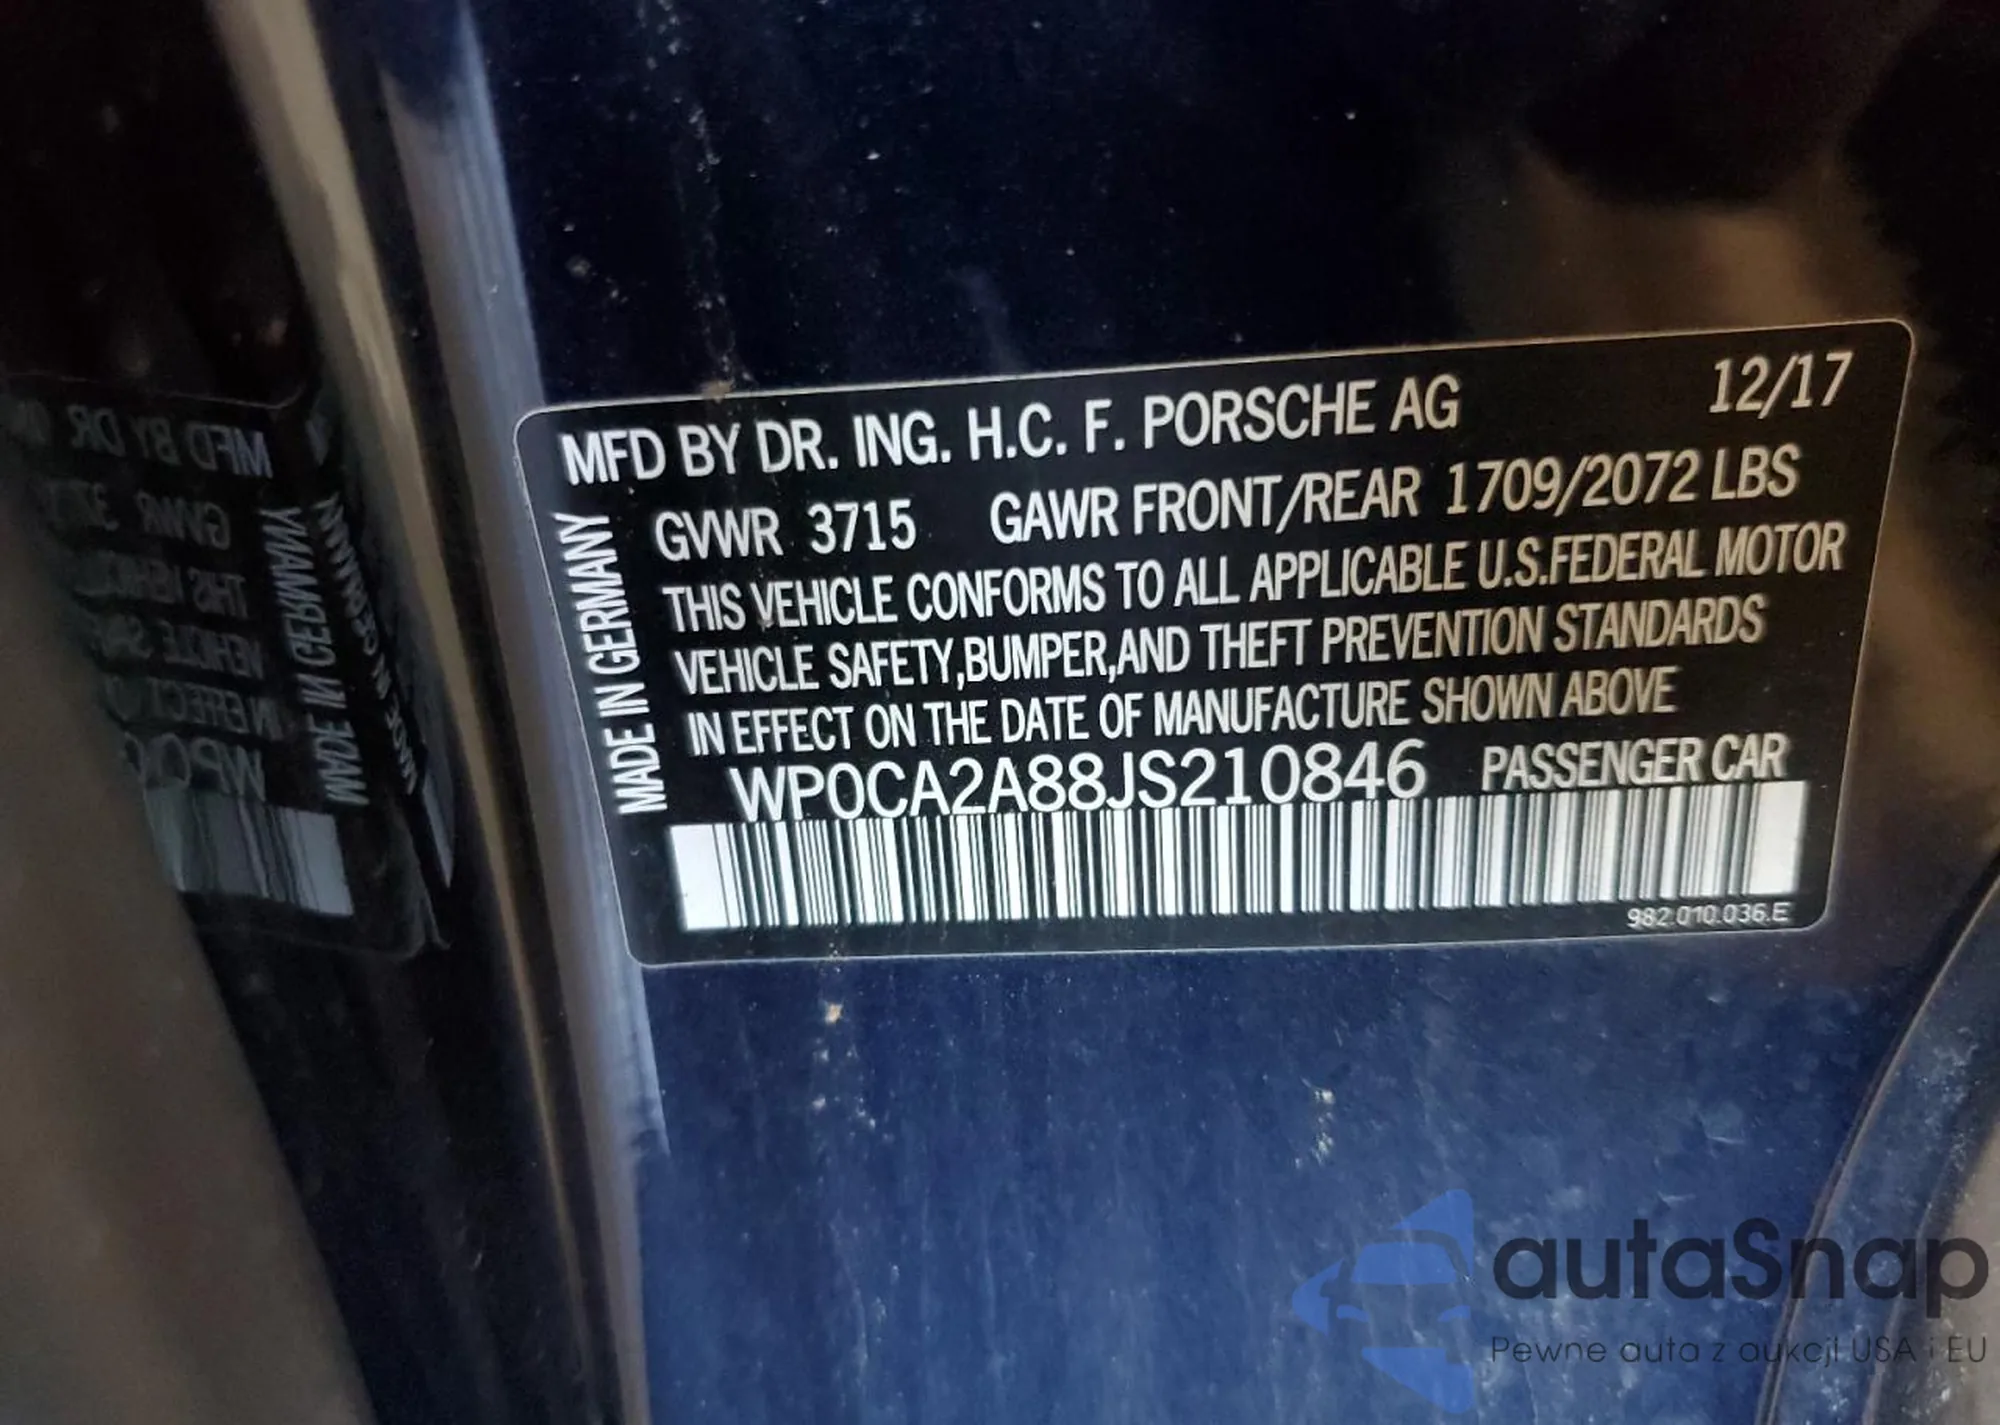 MFD BY DR. ING. H.C. F. PORSCHE AG 12/17
GVWR 3715 GAWR FRONT/REAR 1709/2072 LBS
THIS VEHICLE CONFORMS TO ALL APPLICABLE U.S.FEDERAL MOTOR
VEHICLE SAFETY,BUMPER,AND THEFT PREVENTION STANDARDS
IN EFFECT ON THE DATE OF MANUFACTURE SHOWN ABOVE
WP0CA2A88JS210846 PASSENGER CAR
982.010.036.E
MADE IN GERMANY
autaSnap
Pewne auta z aukcji USA i EU